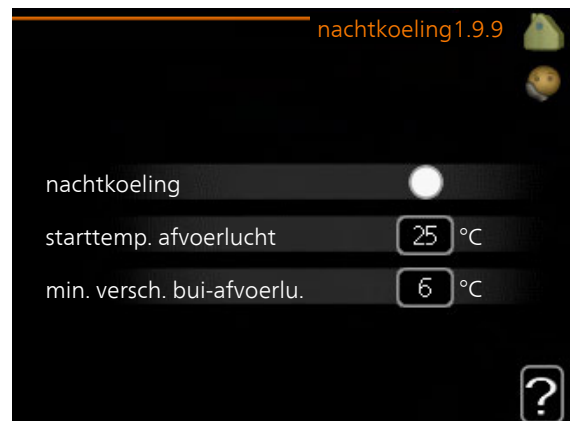 nachtkoeling1.9.9
nachtkoeling
starttemp. afvoerlucht 25 °C
min. versch. bui-afvoerlu. 6 °C
?